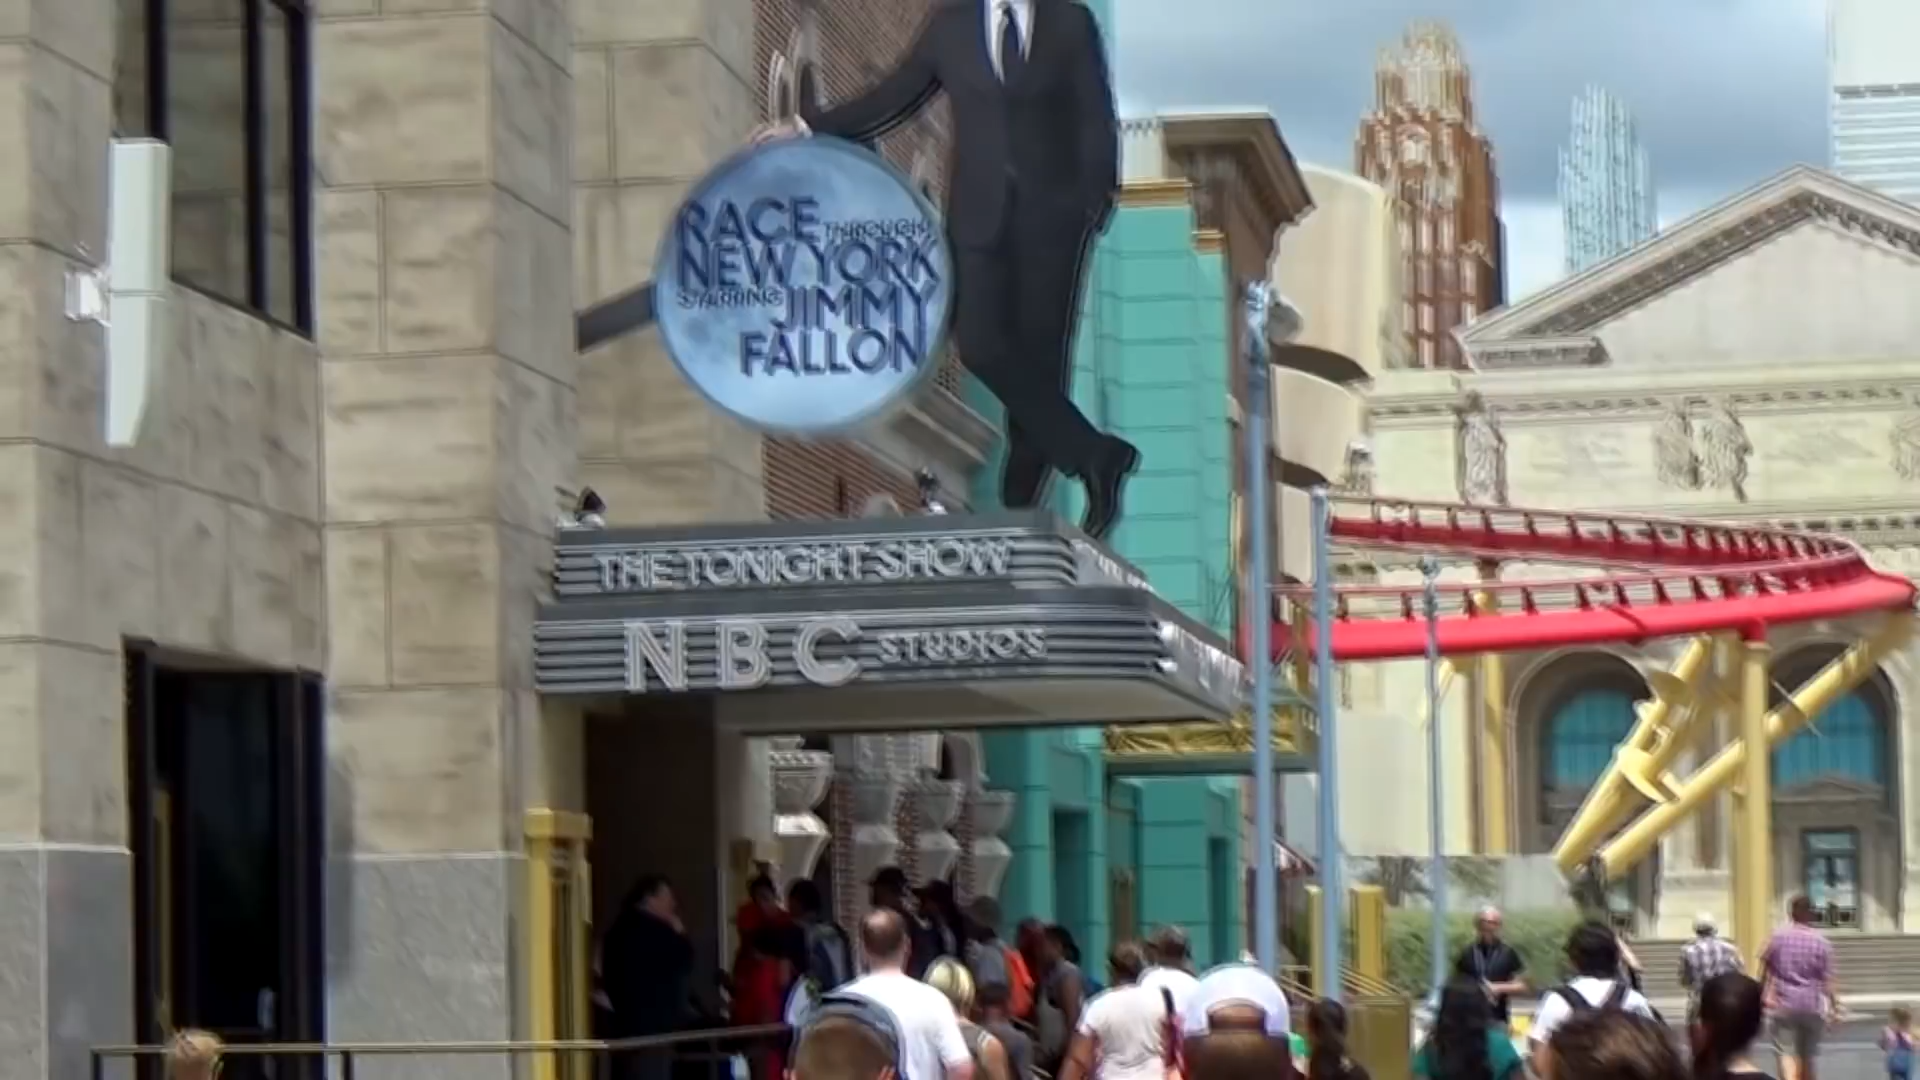 RACE THROUGH
NEW YORK
STARRING JIMMY
FALLON
THE TONIGHT SHOW
NBC STUDIOS